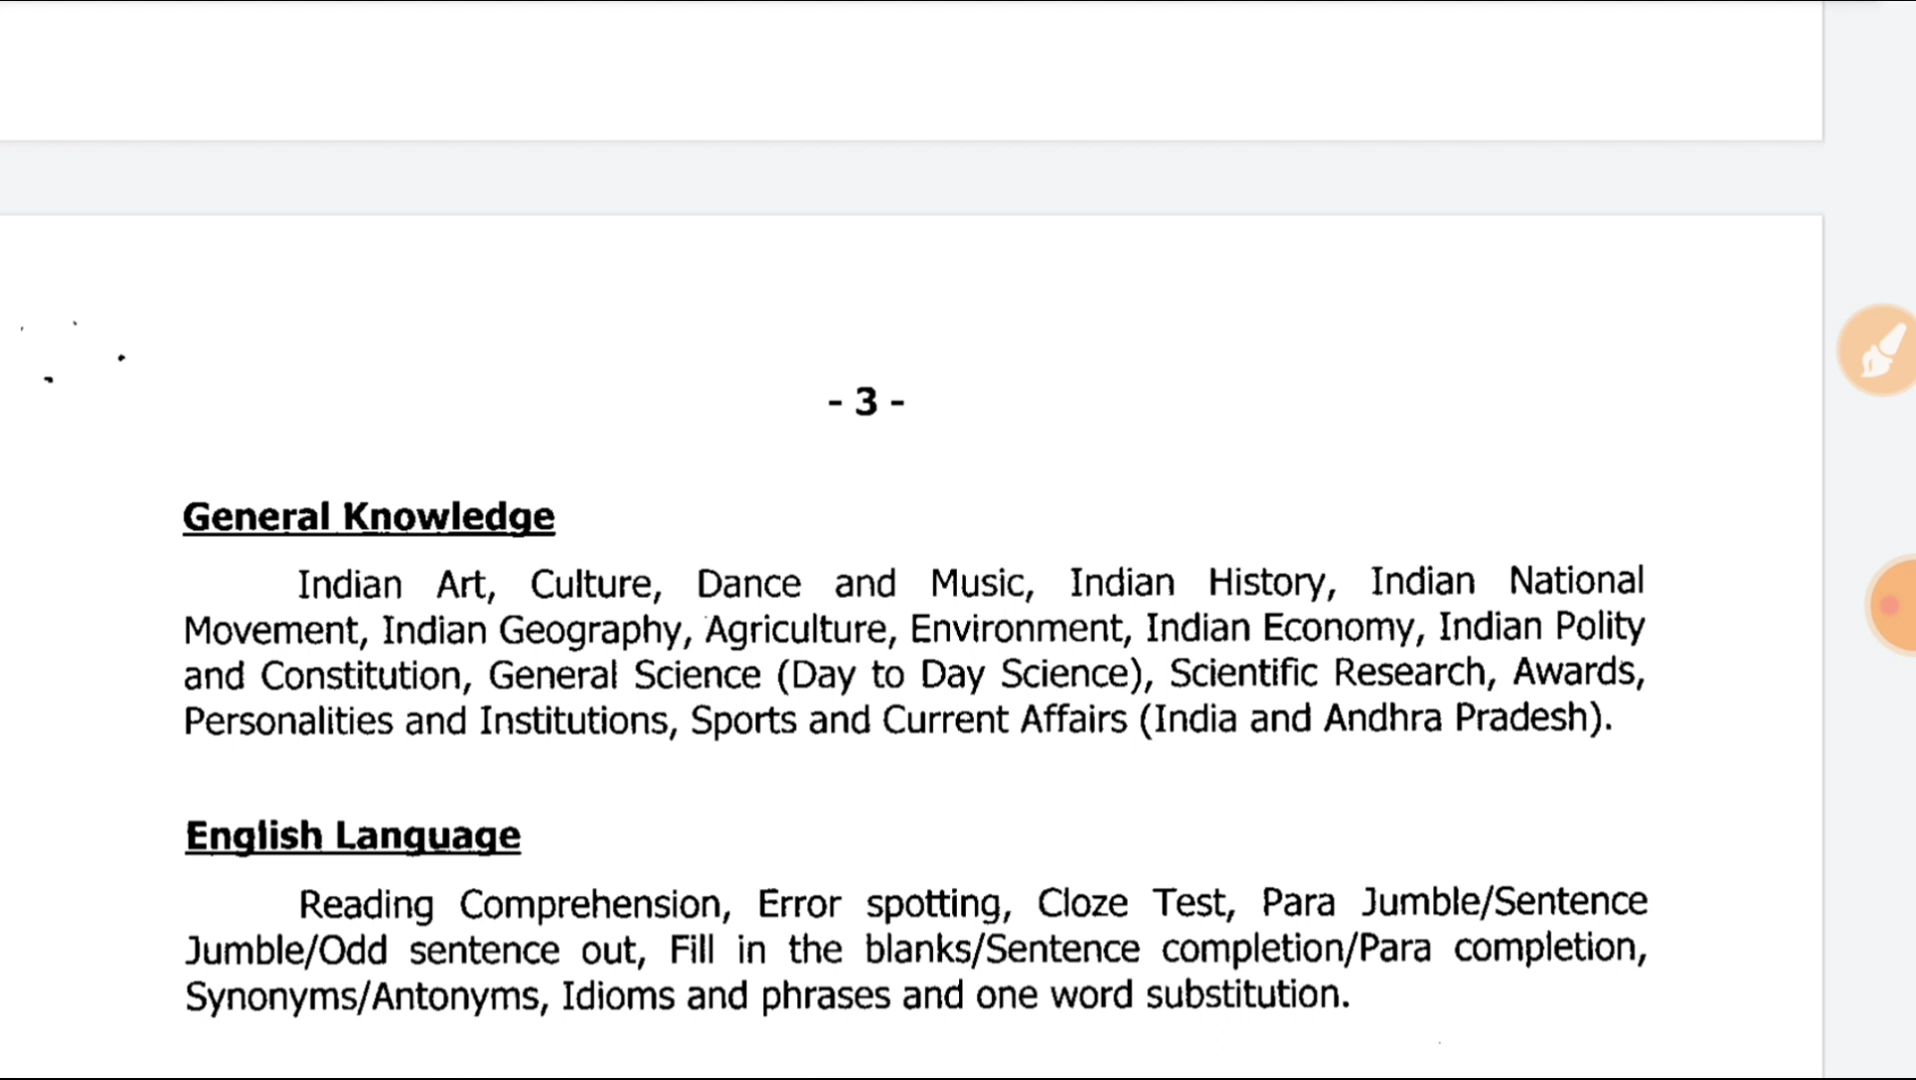 - 3 -
General Knowledge
Indian Art, Culture, Dance and Music, Indian History, Indian National
Movement, Indian Geography, Agriculture, Environment, Indian Economy, Indian Polity
and Constitution, General Science (Day to Day Science), Scientific Research, Awards,
Personalities and Institutions, Sports and Current Affairs (India and Andhra Pradesh).
English Language
Reading Comprehension, Error spotting, Cloze Test, Para Jumble/Sentence
Jumble/Odd sentence out, Fill in the blanks/Sentence completion/Para completion,
Synonyms/Antonyms, Idioms and phrases and one word substitution.